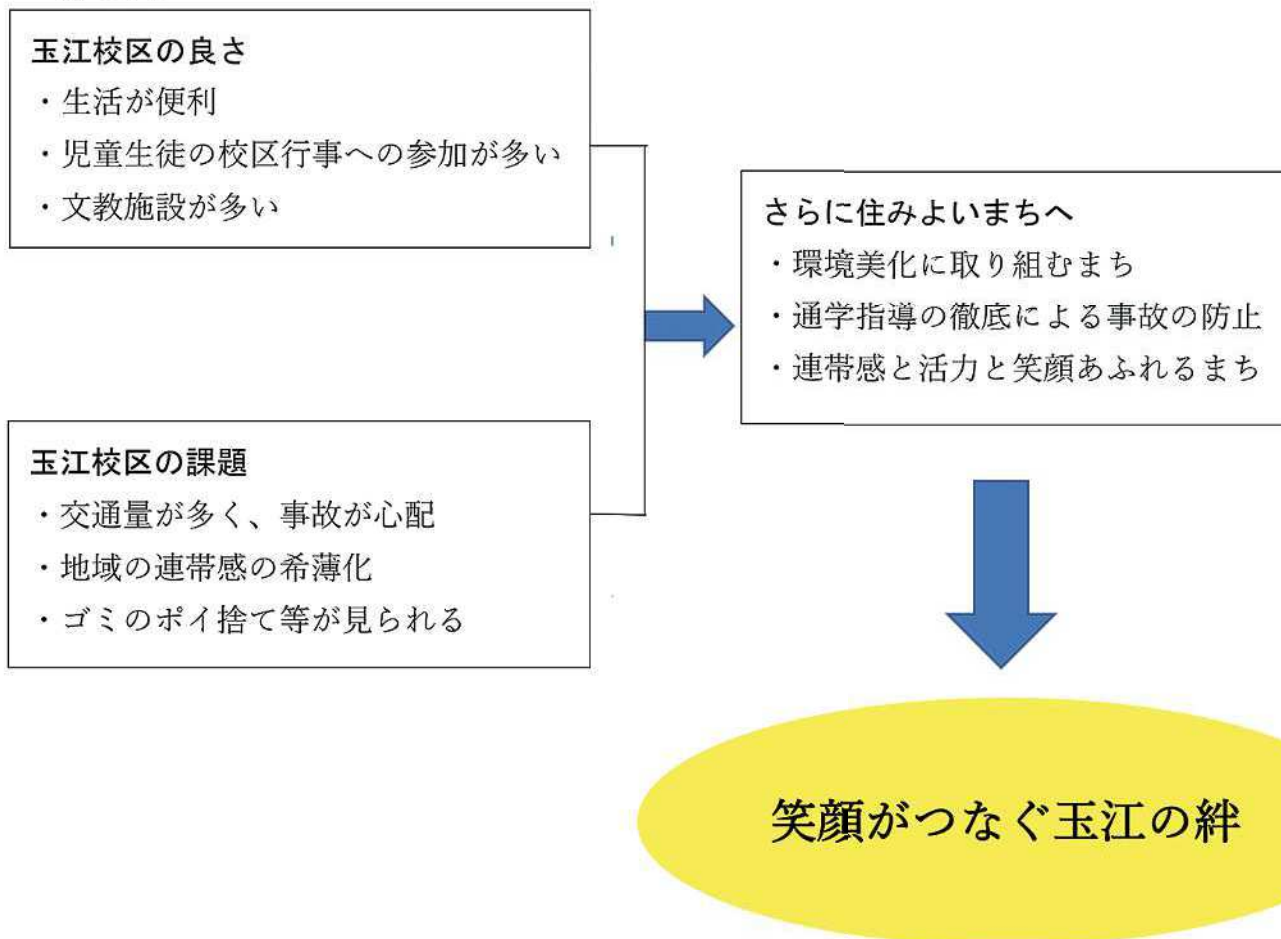 玉江校区の良さ
・生活が便利
・児童生徒の校区行事への参加が多い
・文教施設が多い
さらに住みよいまちへ
・環境美化に取り組むまち
・通学指導の徹底による事故の防止
・連帯感と活力と笑顔あふれるまち
玉江校区の課題
・交通量が多く、事故が心配
・地域の連帯感の希薄化
・ゴミのポイ捨て等が見られる
笑顔がつなぐ玉江の絆